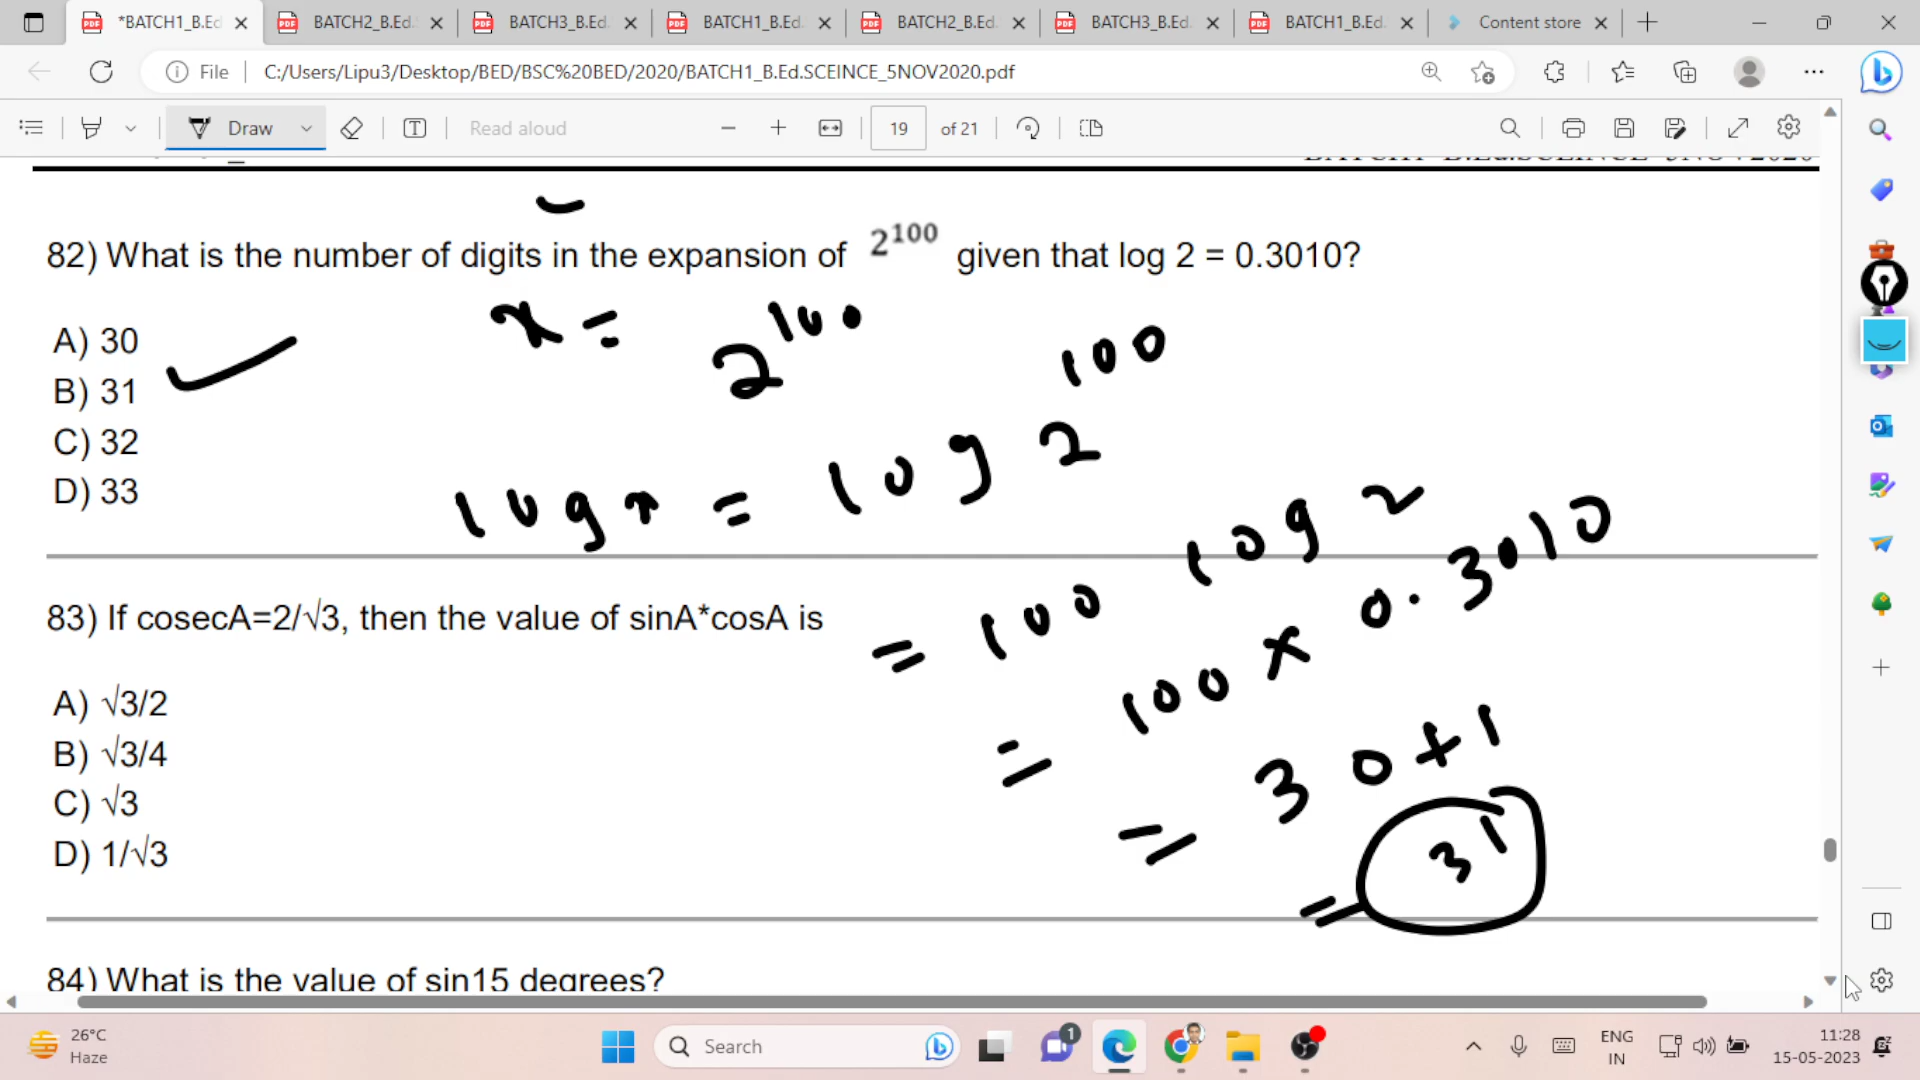 *BATCH1_B.Ed
BATCH2_B.Ed.
BATCH3_B.Ed.
BATCH1_B.Ed.
BATCH2_B.Ed.
BATCH3_B.Ed.
BATCH1_B.Ed.
Content store
File
C:/Users/Lipu3/Desktop/BED/BSC%20BED/2020/BATCH1_B.Ed.SCEINCE_5NOV2020.pdf
Draw
Read aloud
19
of 21
BATCH1 B.Ed.SCEINCE 5NOV2020
82) What is the number of digits in the expansion of 2^100 given that log 2 = 0.3010?
A) 30
B) 31
C) 32
D) 33
x = 2^100
log x = log 2^100
= 100 log 2
= 100 x 0.3010
= 30+1
= 31
83) If cosecA=2/√3, then the value of sinA*cosA is
A) √3/2
B) √3/4
C) √3
D) 1/√3
84) What is the value of sin15 degrees?
26°C
Haze
Search
1
ENG
IN
11:28
15-05-2023